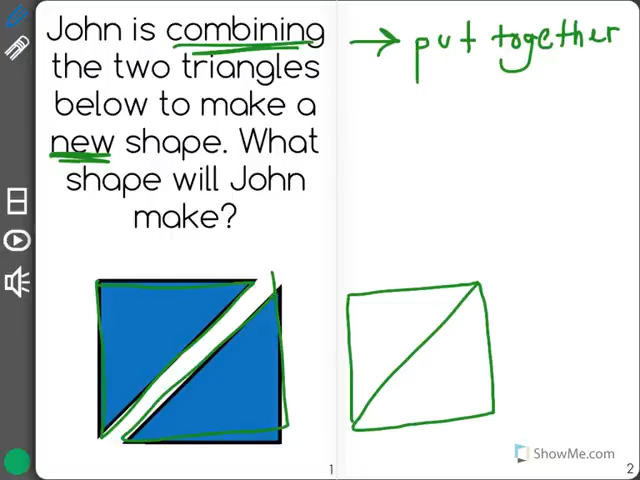 John is combining
the two triangles
below to make a
new shape. What
shape will John
make?
→ put together
1
ShowMe.com
2